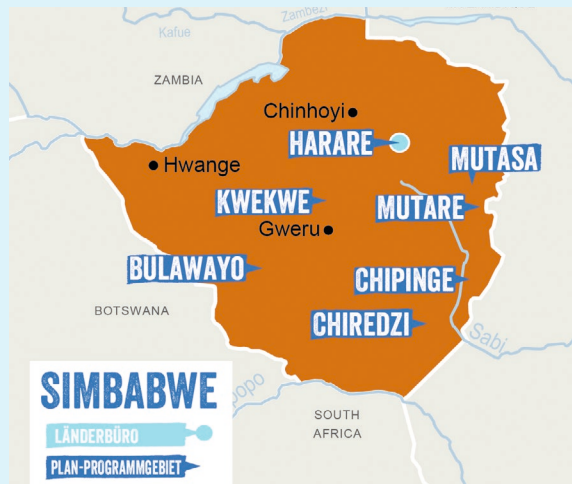 Zambezi
Kafue
ZAMBIA
Chinhoyi
HARARE
MUTASA
Hwange
KWEKWE
MUTARE
Gweru
BULAWAYO
CHIPINGE
BOTSWANA
CHIREDZI
Sabi
SIMBABWE
popo
LÄNDERBÜRO
SOUTH
AFRICA
PLAN-PROGRAMMGEBIET